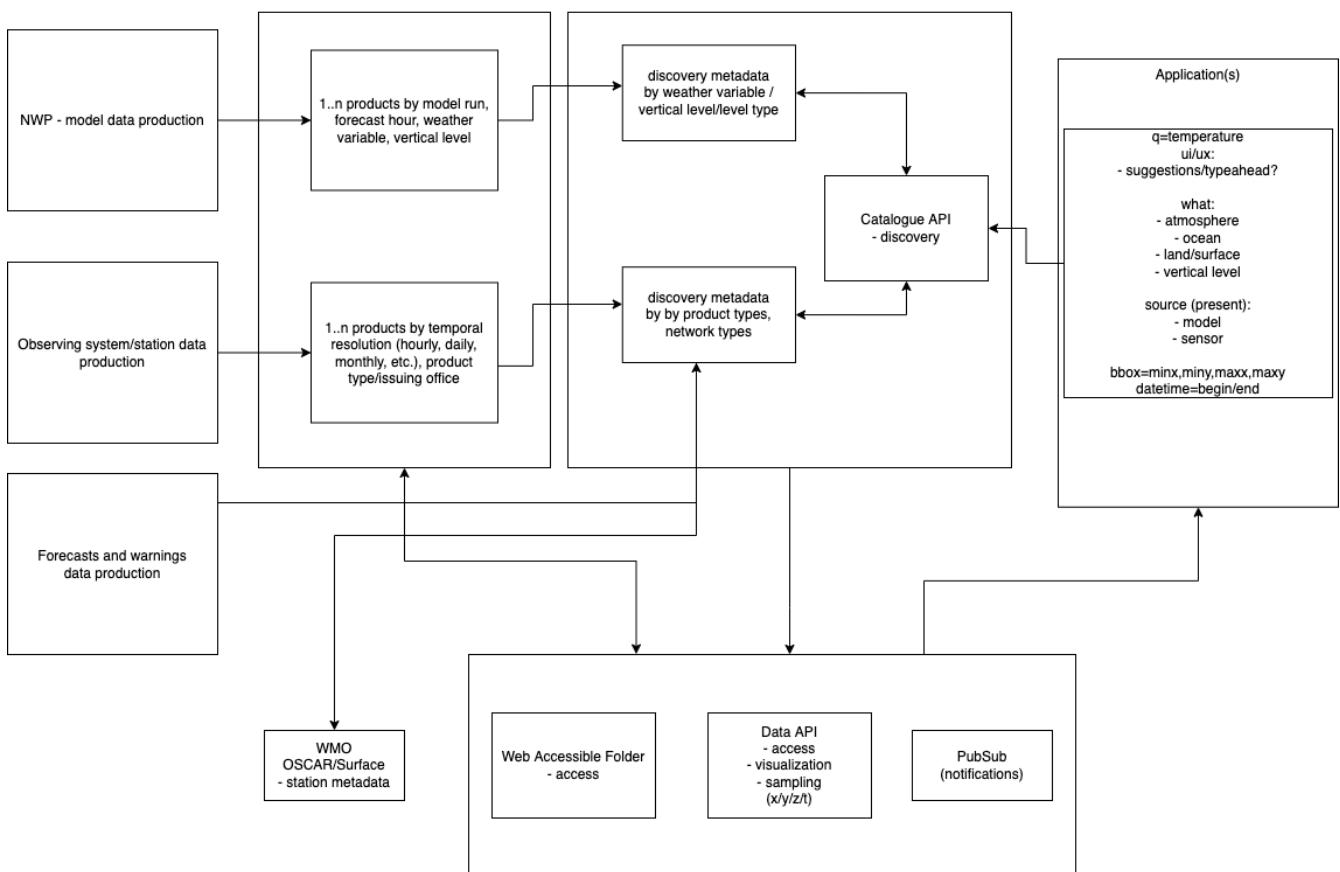 NWP - model data production
1..n products by model run,
forecast hour, weather
variable, vertical level
discovery metadata
by weather variable /
vertical level/level type
Catalogue API
- discovery
Application(s)
q=temperature
ui/ux:
- suggestions/typeahead?
what:
- atmosphere
- ocean
- land/surface
- vertical level
source (present):
- model
- sensor
bbox=minx,miny,maxx,maxy
datetime=begin/end
Observing system/station data
production
1..n products by temporal
resolution (hourly, daily,
monthly, etc.), product
type/issuing office
discovery metadata
by by product types,
network types
Forecasts and warnings
data production
WMO
OSCAR/Surface
- station metadata
Web Accessible Folder
- access
Data API
- access
- visualization
- sampling
(x/y/z/t)
PubSub
(notifications)